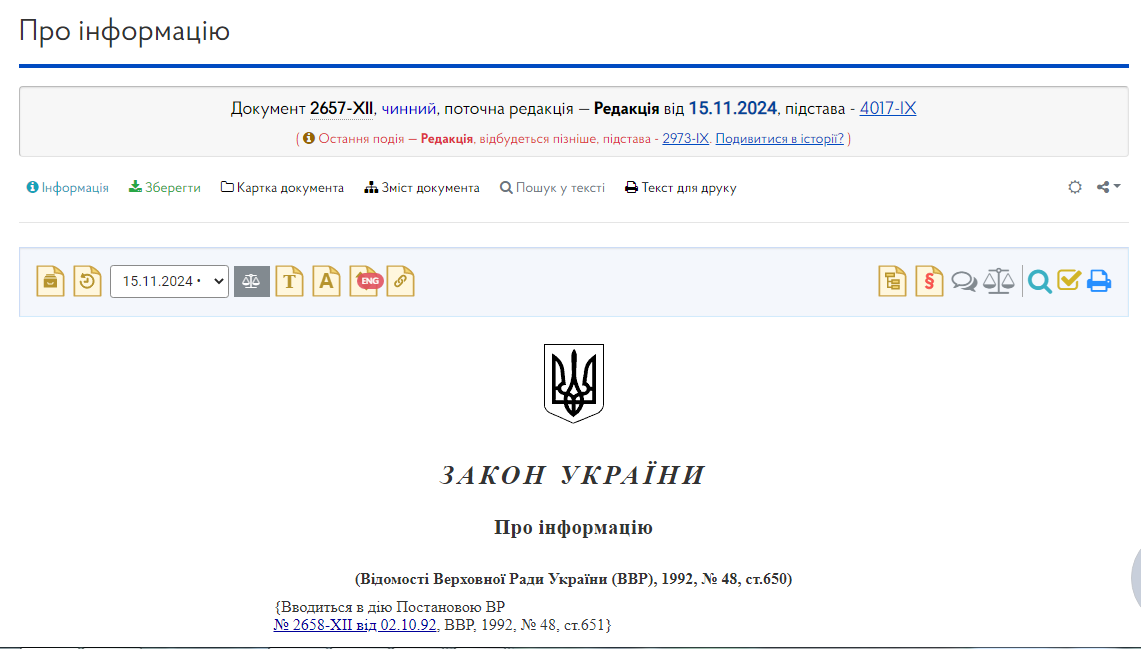 Про інформацію
Документ 2657-XII, чинний, поточна редакція — Редакція від 15.11.2024, підстава - 4017-IX
( Остання подія — Редакція, відбудеться пізніше, підстава - 2973-IX. Подивитися в історії? )
Інформація Зберегти Картка документа Зміст документа Пошук у тексті Текст для друку
15.11.2024 • T A ENG §
ЗАКОН УКРАЇНИ
Про інформацію
(Відомості Верховної Ради України (ВВР), 1992, № 48, ст.650)
{Вводиться в дію Постановою ВР
№ 2658-XII від 02.10.92, ВВР, 1992, № 48, ст.651}